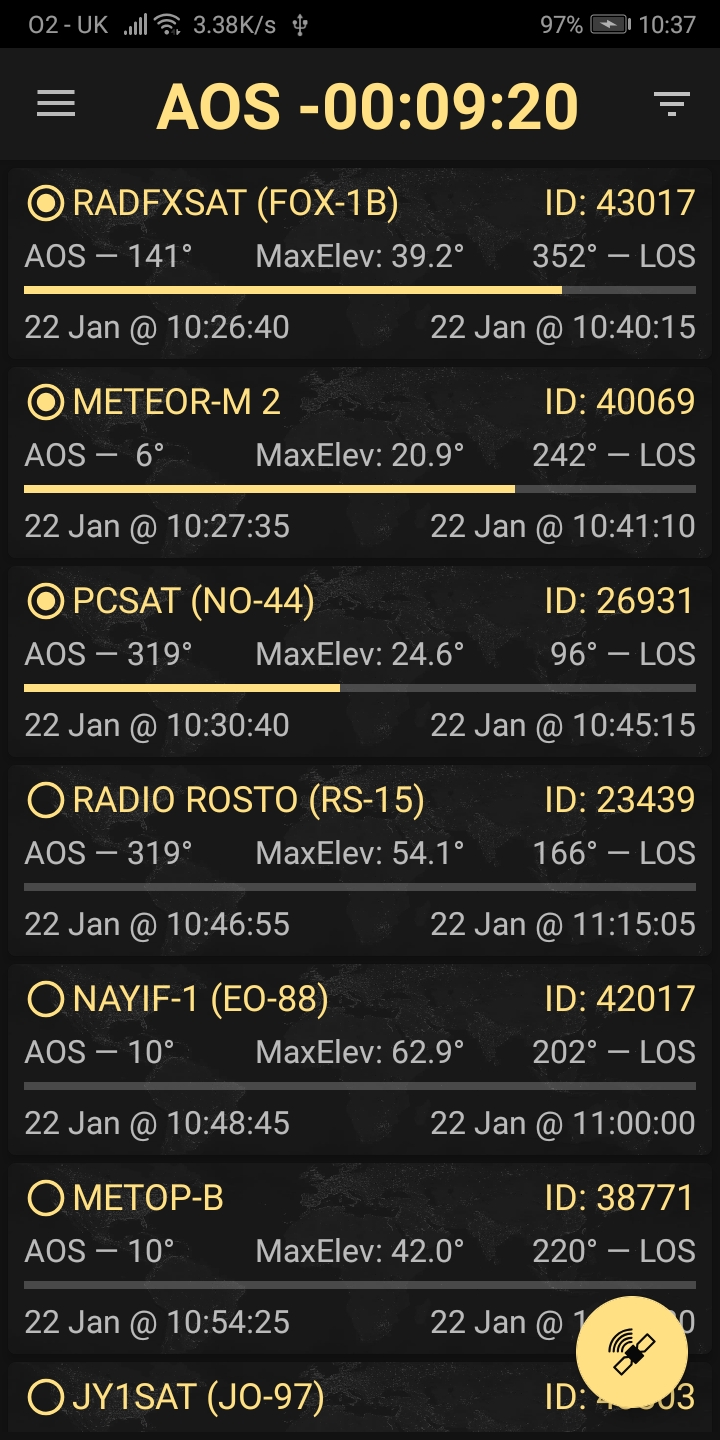 O2 - UK 3.38K/s 97% 10:37
AOS -00:09:20
RADFXSAT (FOX-1B) ID: 43017
AOS — 141° MaxElev: 39.2° 352° — LOS
22 Jan @ 10:26:40 22 Jan @ 10:40:15
METEOR-M 2 ID: 40069
AOS — 6° MaxElev: 20.9° 242° — LOS
22 Jan @ 10:27:35 22 Jan @ 10:41:10
PCSAT (NO-44) ID: 26931
AOS — 319° MaxElev: 24.6° 96° — LOS
22 Jan @ 10:30:40 22 Jan @ 10:45:15
RADIO ROSTO (RS-15) ID: 23439
AOS — 319° MaxElev: 54.1° 166° — LOS
22 Jan @ 10:46:55 22 Jan @ 11:15:05
NAYIF-1 (EO-88) ID: 42017
AOS — 10° MaxElev: 62.9° 202° — LOS
22 Jan @ 10:48:45 22 Jan @ 11:00:00
METOP-B ID: 38771
AOS — 10° MaxElev: 42.0° 220° — LOS
22 Jan @ 10:54:25 22 Jan @
JY1SAT (JO-97) ID: